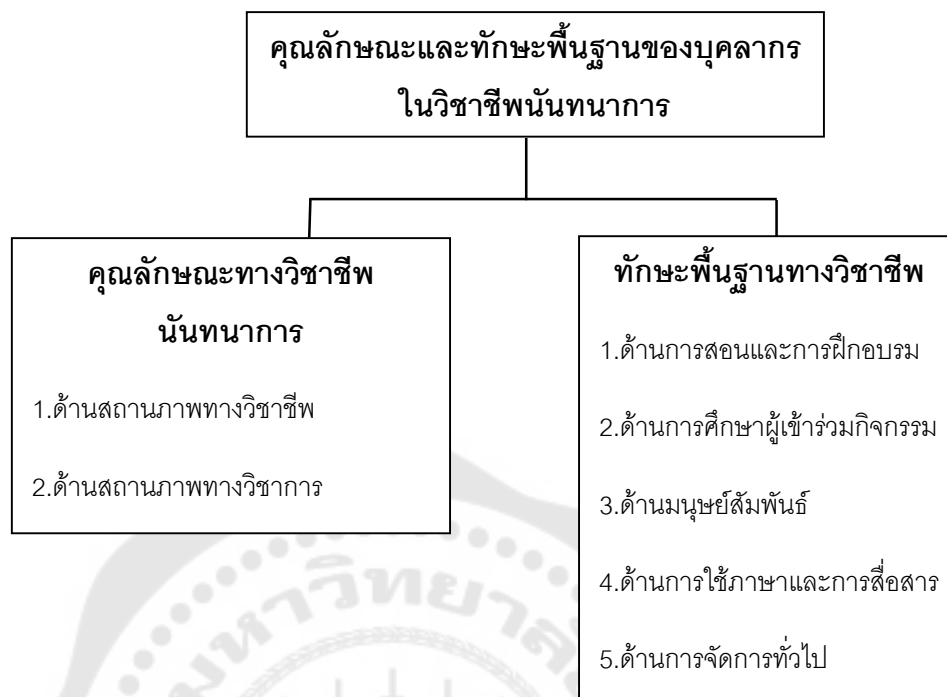 คุณลักษณะและทักษะพื้นฐานของบุคลากร
ในวิชาชีพนันทนาการ
คุณลักษณะทางวิชาชีพ
นันทนาการ
1.ด้านสถานภาพทางวิชาชีพ
2.ด้านสถานภาพทางวิชาการ
ทักษะพื้นฐานทางวิชาชีพ
1.ด้านการสอนและการฝึกอบรม
2.ด้านการศึกษาผู้เข้าร่วมกิจกรรม
3.ด้านมนุษย์สัมพันธ์
4.ด้านการใช้ภาษาและการสื่อสาร
5.ด้านการจัดการทั่วไป